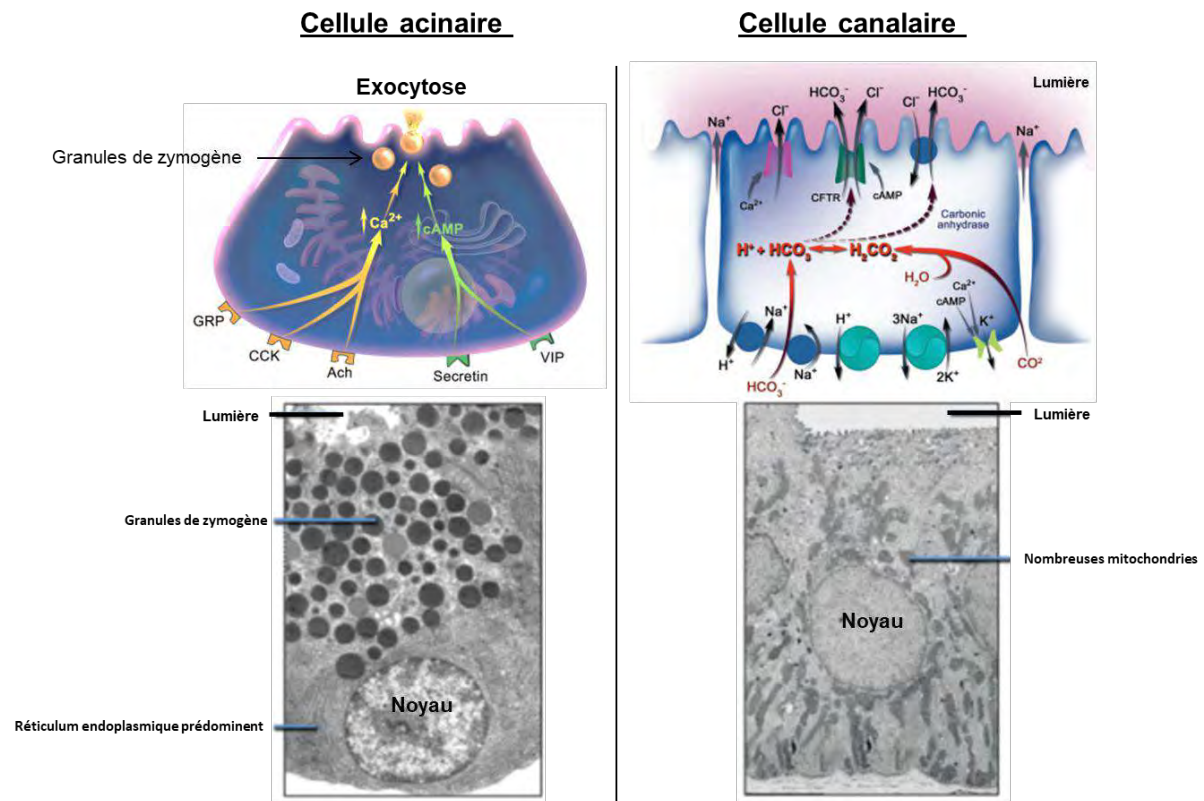 Cellule acinaire
Exocytose
Granules de zymogène
Ca²⁺
cAMP
GRP
CCK
Ach
Secretin
VIP
Lumière
Granules de zymogène
Noyau
Réticulum endoplasmique prédominent
Cellule canalaire
Lumière
HCO₃⁻ Cl⁻ HCO₃⁻
Cl⁻ Cl⁻
Na⁺ Na⁺
Ca²⁺ CFTR cAMP
Carbonic
anhydrase
H⁺ + HCO₃ H₂CO₂
H₂O
Ca²⁺
cAMP
Na⁺ H⁺ 3Na⁺ K⁺
H⁺ Na⁺ 2K⁺ CO²
HCO₃⁻
Lumière
Nombreuses mitochondries
Noyau